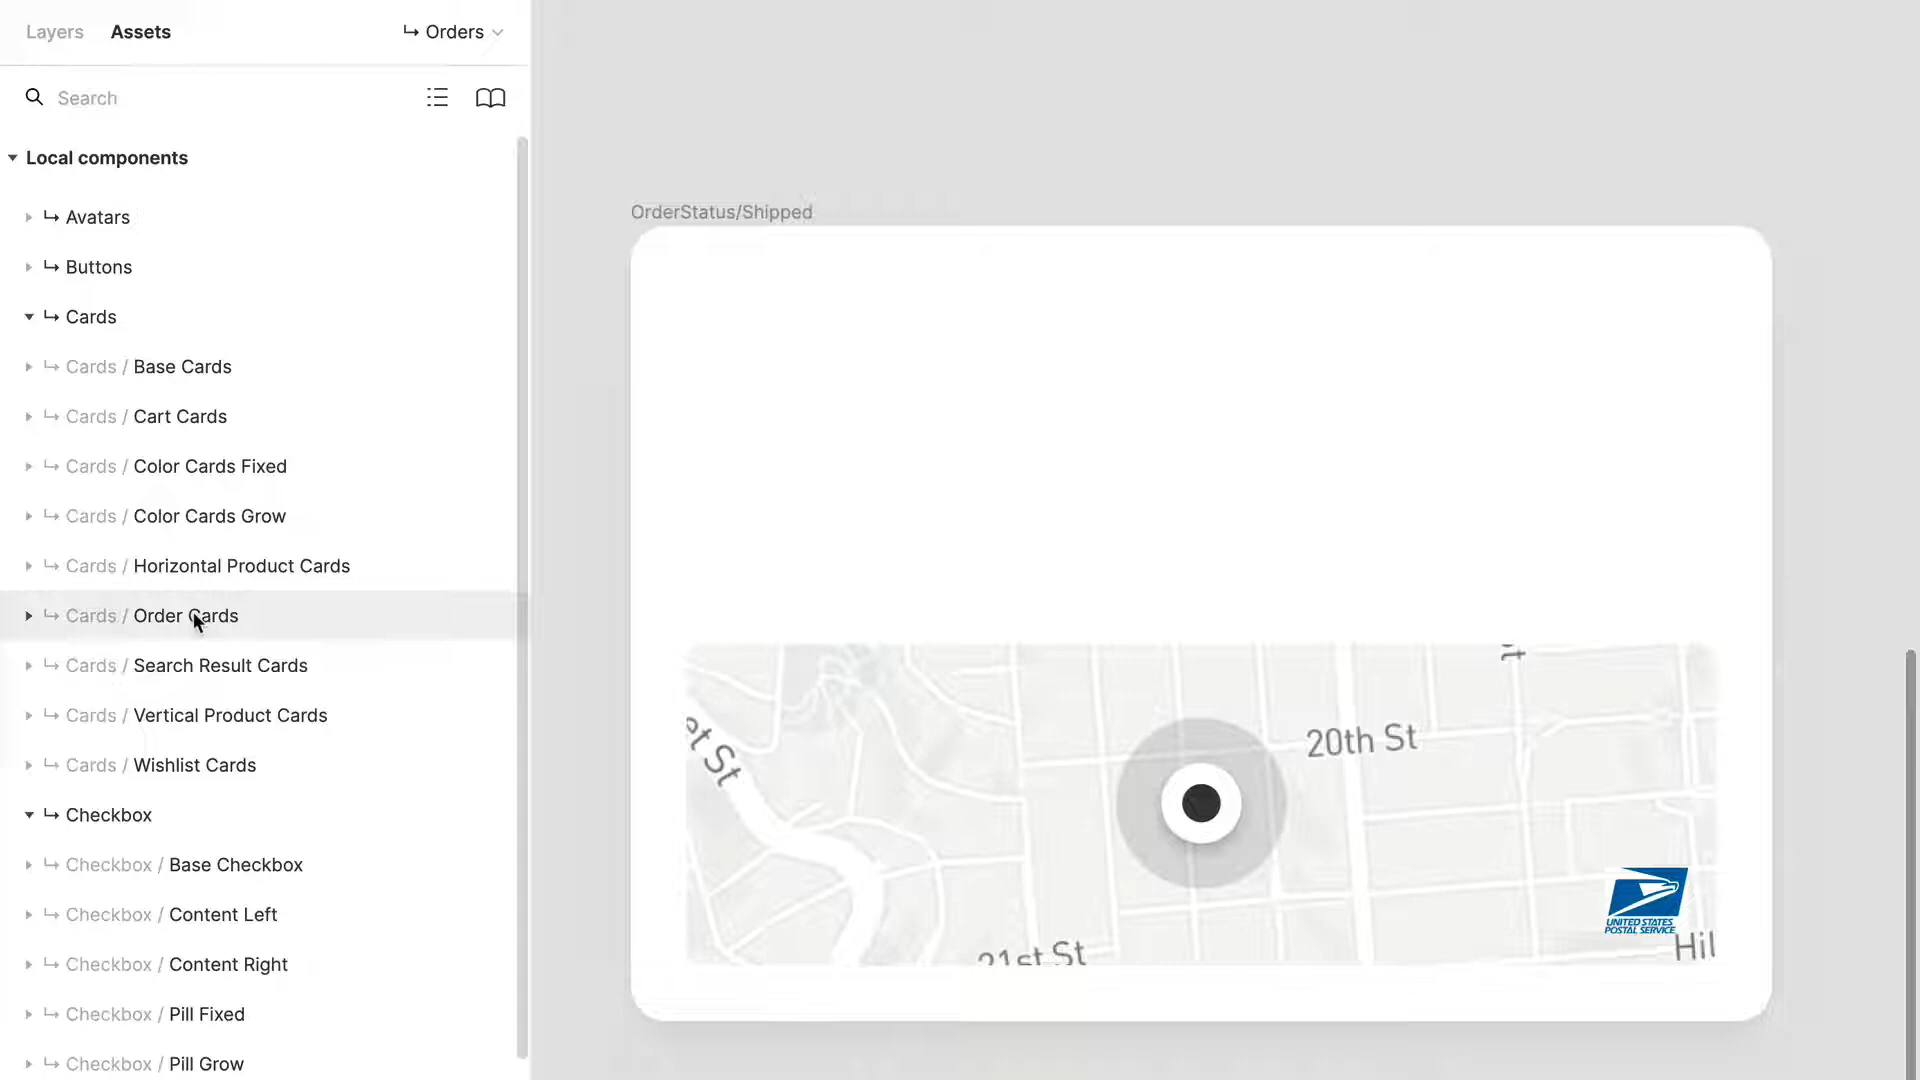 Layers
Assets
↳ Orders
Search
Local components
↳ Avatars
↳ Buttons
↳ Cards
↳ Cards / Base Cards
↳ Cards / Cart Cards
↳ Cards / Color Cards Fixed
↳ Cards / Color Cards Grow
↳ Cards / Horizontal Product Cards
↳ Cards / Order Cards
↳ Cards / Search Result Cards
↳ Cards / Vertical Product Cards
↳ Cards / Wishlist Cards
↳ Checkbox
↳ Checkbox / Base Checkbox
↳ Checkbox / Content Left
↳ Checkbox / Content Right
↳ Checkbox / Pill Fixed
↳ Checkbox / Pill Grow
OrderStatus/Shipped
et St
20th St
21st St
UNITED STATES
POSTAL SERVICE
Hil